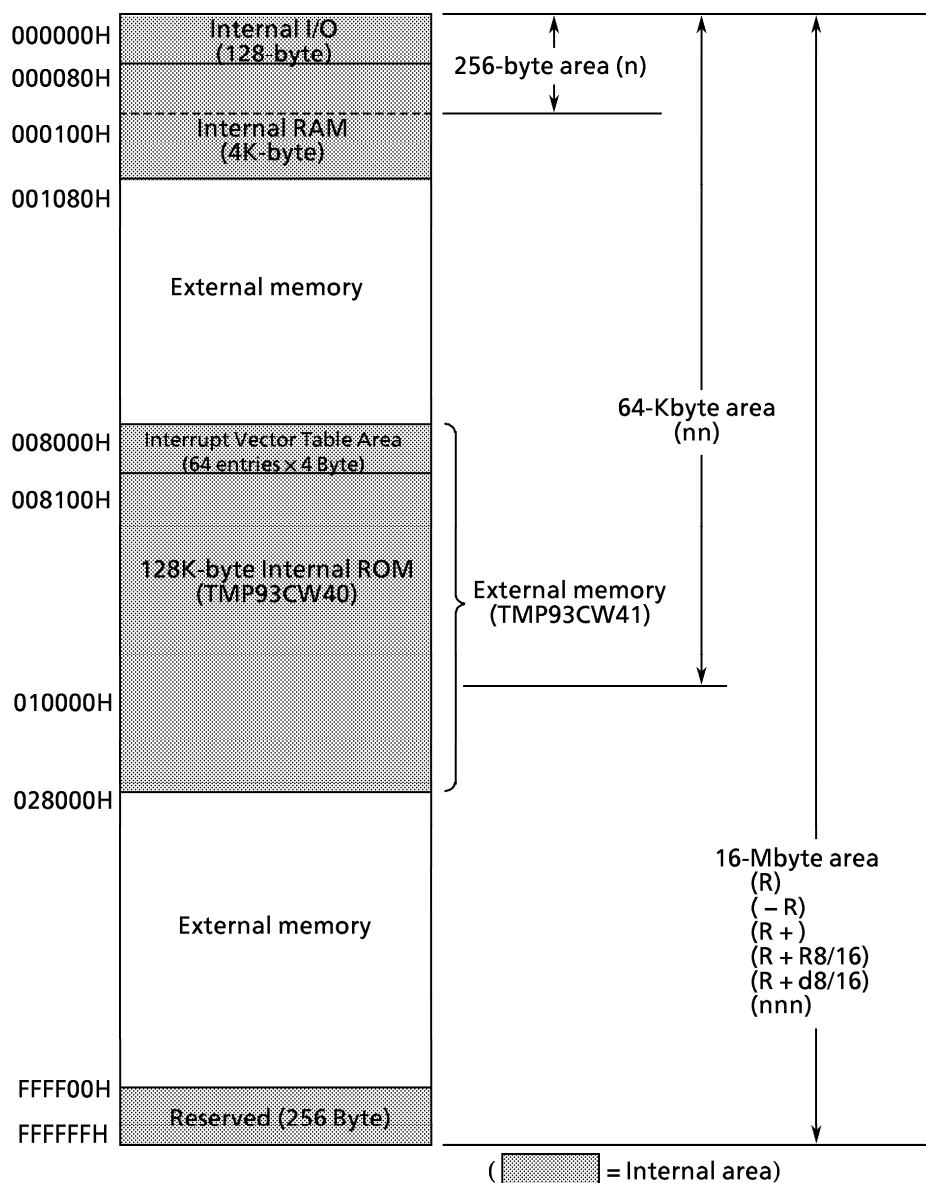 000000H
Internal I/O
(128-byte)
000080H
256-byte area (n)
000100H
Internal RAM
(4K-byte)
001080H
External memory
64-Kbyte area
(nn)
008000H
Interrupt Vector Table Area
(64 entries × 4 Byte)
008100H
128K-byte Internal ROM
(TMP93CW40)
External memory
(TMP93CW41)
010000H
028000H
16-Mbyte area
(R)
( – R)
(R + )
(R + R8/16)
(R + d8/16)
(nnn)
External memory
FFFF00H
Reserved (256 Byte)
FFFFFFH
( = Internal area)